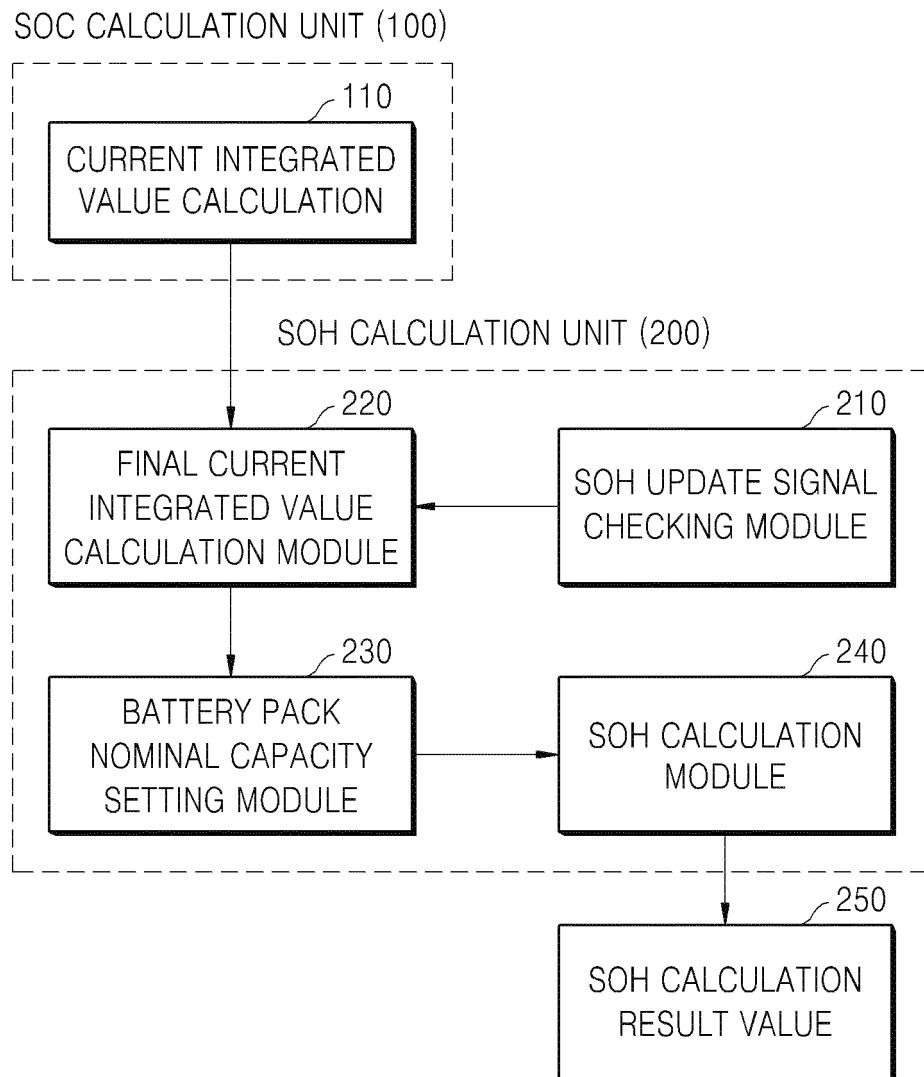 SOC CALCULATION UNIT (100)
110
CURRENT INTEGRATED
VALUE CALCULATION
SOH CALCULATION UNIT (200)
220
FINAL CURRENT
INTEGRATED VALUE
CALCULATION MODULE
210
SOH UPDATE SIGNAL
CHECKING MODULE
230
BATTERY PACK
NOMINAL CAPACITY
SETTING MODULE
240
SOH CALCULATION
MODULE
250
SOH CALCULATION
RESULT VALUE